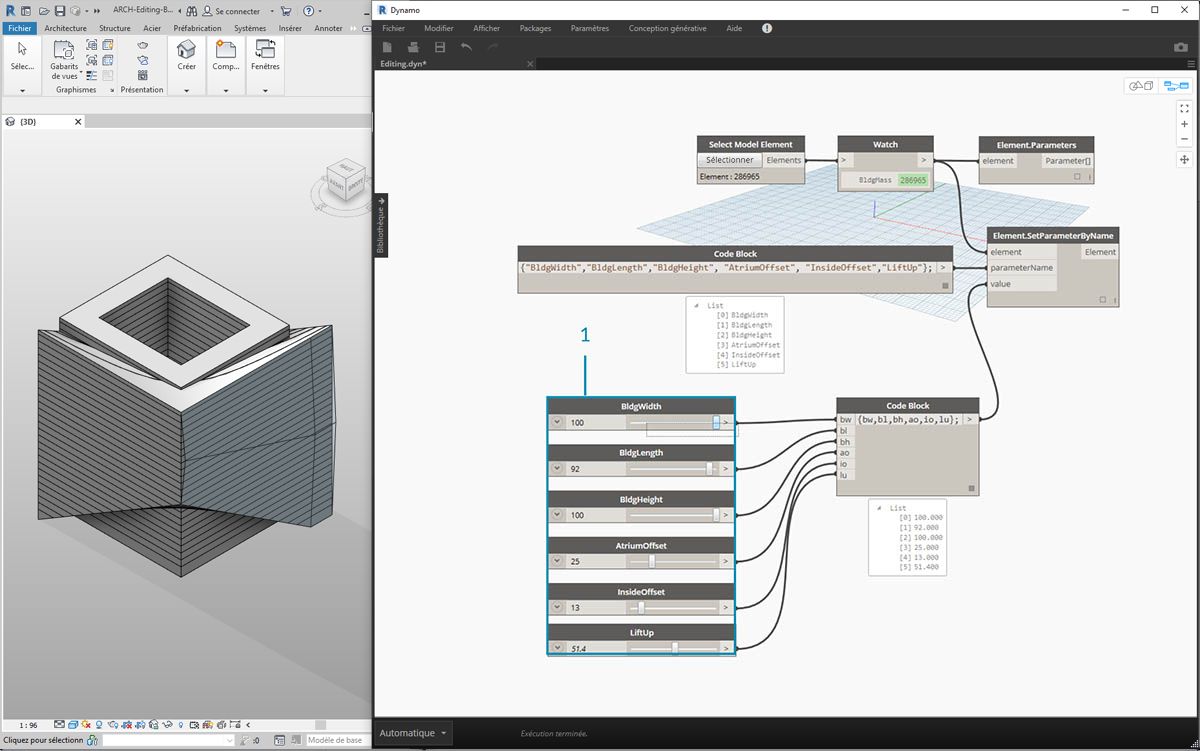 ARCH-Editing-B...
Se connecter
Fichier
Architecture
Structure
Acier
Préfabrication
Systèmes
Insérer
Annoter
Sélec...
Gabarits
de vues
Créer
Comp...
Fenêtres
Graphismes
Présentation
{3D}
1 : 96
Cliquez pour sélectionn
:0
Modèle de base
Dynamo
Fichier
Modifier
Afficher
Packages
Paramètres
Conception générative
Aide
Editing.dyn*
Bibliothèque
Select Model Element
Sélectionner
Elements
Element : 286965
Watch
>
>
BldgMass
286965
Element.Parameters
element
Parameter[]
Element.SetParameterByName
element
Element
parameterName
value
Code Block
{"BldgWidth","BldgLength","BldgHeight", "AtriumOffset", "InsideOffset","LiftUp"};
>
List
[0] BldgWidth
[1] BldgLength
[2] BldgHeight
[3] AtriumOffset
[4] InsideOffset
[5] LiftUp
1
BldgWidth
100
>
BldgLength
92
>
BldgHeight
100
>
AtriumOffset
25
>
InsideOffset
13
>
LiftUp
51.4
>
Code Block
bw
{bw,bl,bh,ao,io,lu};
>
bl
bh
ao
io
lu
List
[0] 100.000
[1] 92.000
[2] 100.000
[3] 25.000
[4] 13.000
[5] 51.400
Automatique
Exécution terminée.